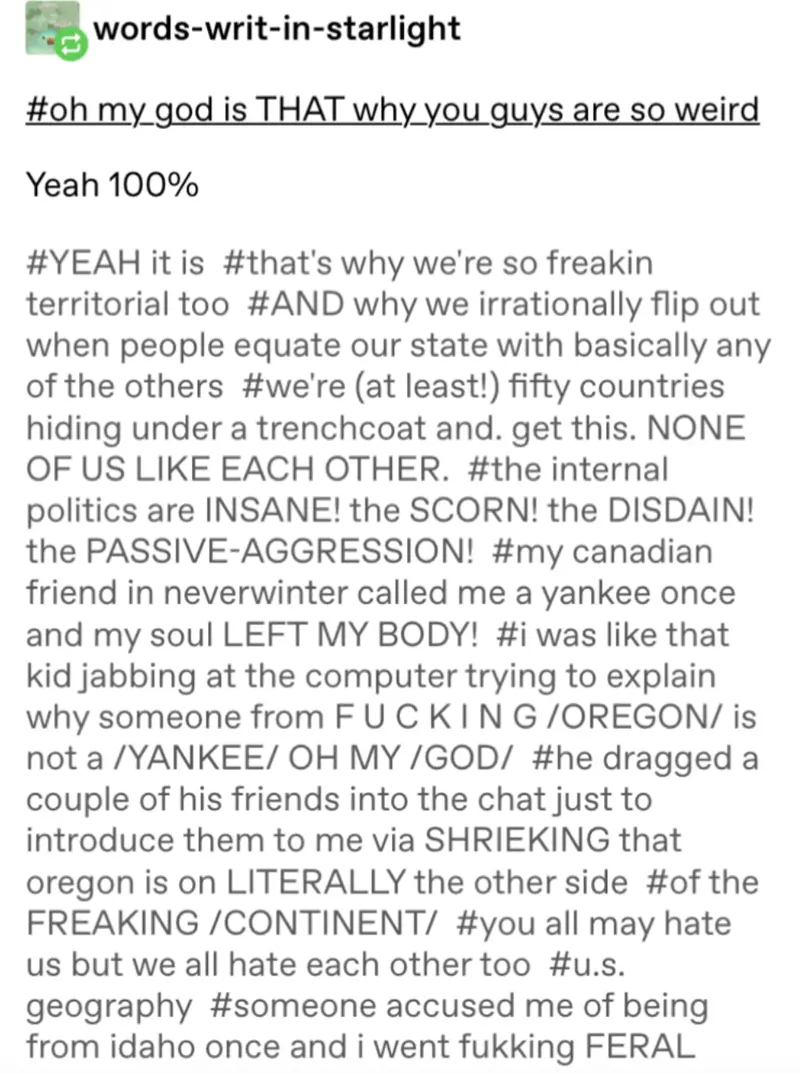 words-writ-in-starlight
#oh my god is THAT why you guys are so weird
Yeah 100%
#YEAH it is  #that's why we're so freakin
territorial too  #AND why we irrationally flip out
when people equate our state with basically any
of the others  #we're (at least!) fifty countries
hiding under a trenchcoat and. get this. NONE
OF US LIKE EACH OTHER.  #the internal
politics are INSANE! the SCORN! the DISDAIN!
the PASSIVE-AGGRESSION!  #my canadian
friend in neverwinter called me a yankee once
and my soul LEFT MY BODY!  #i was like that
kid jabbing at the computer trying to explain
why someone from F U C K I N G /OREGON/ is
not a /YANKEE/ OH MY /GOD/  #he dragged a
couple of his friends into the chat just to
introduce them to me via SHRIEKING that
oregon is on LITERALLY the other side  #of the
FREAKING /CONTINENT/  #you all may hate
us but we all hate each other too  #u.s.
geography  #someone accused me of being
from idaho once and i went fukking FERAL